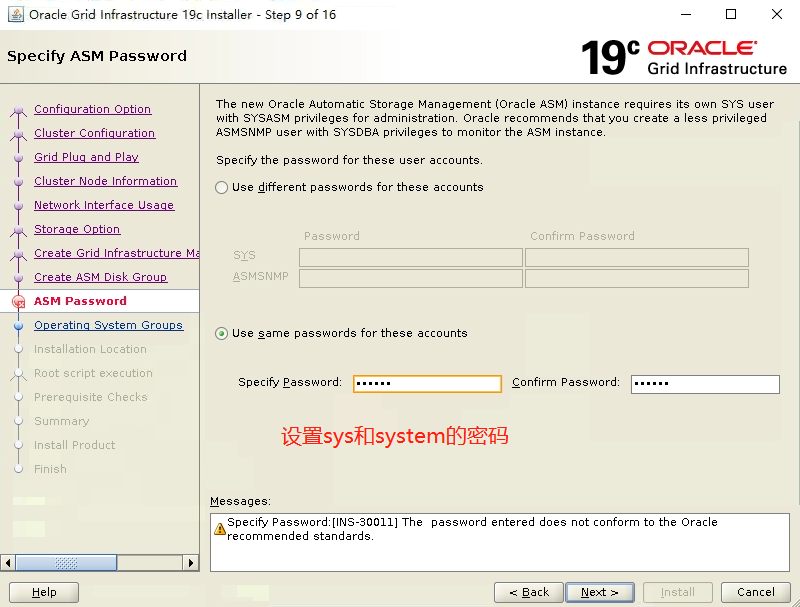 Oracle Grid Infrastructure 19c Installer - Step 9 of 16
Specify ASM Password
19c ORACLE
Grid Infrastructure
Configuration Option
Cluster Configuration
Grid Plug and Play
Cluster Node Information
Network Interface Usage
Storage Option
Create Grid Infrastructure Ma
Create ASM Disk Group
ASM Password
Operating System Groups
Installation Location
Root script execution
Prerequisite Checks
Summary
Install Product
Finish
The new Oracle Automatic Storage Management (Oracle ASM) instance requires its own SYS user
with SYSASM privileges for administration. Oracle recommends that you create a less privileged
ASMSNMP user with SYSDBA privileges to monitor the ASM instance.
Specify the password for these user accounts.
Use different passwords for these accounts
Password Confirm Password
SYS
ASMSNMP
Use same passwords for these accounts
Specify Password: •••••• Confirm Password: ••••••
设置sys和system的密码
Messages:
Specify Password:[INS-30011] The  password entered does not conform to the Oracle
recommended standards.
Help < Back Next > Install Cancel